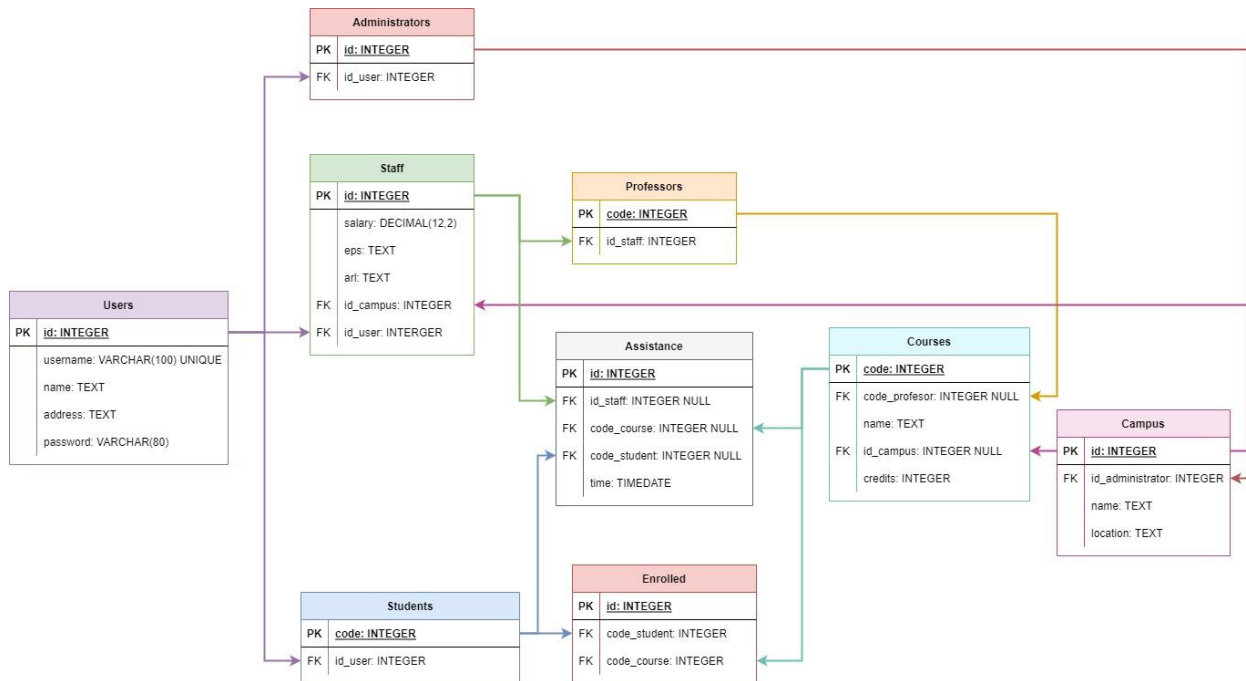 Administrators
PK id: INTEGER
FK id_user: INTEGER
Staff
PK id: INTEGER
salary: DECIMAL(12,2)
eps: TEXT
arl: TEXT
FK id_campus: INTEGER
FK id_user: INTERGER
Professors
PK code: INTEGER
FK id_staff: INTEGER
Users
PK id: INTEGER
username: VARCHAR(100) UNIQUE
name: TEXT
address: TEXT
password: VARCHAR(80)
Assistance
PK id: INTEGER
FK id_staff: INTEGER NULL
FK code_course: INTEGER NULL
FK code_student: INTEGER NULL
time: TIMEDATE
Courses
PK code: INTEGER
FK code_profesor: INTEGER NULL
name: TEXT
FK id_campus: INTEGER NULL
credits: INTEGER
Campus
PK id: INTEGER
FK id_administrator: INTEGER
name: TEXT
location: TEXT
Students
PK code: INTEGER
FK id_user: INTEGER
Enrolled
PK id: INTEGER
FK code_student: INTEGER
FK code_course: INTEGER